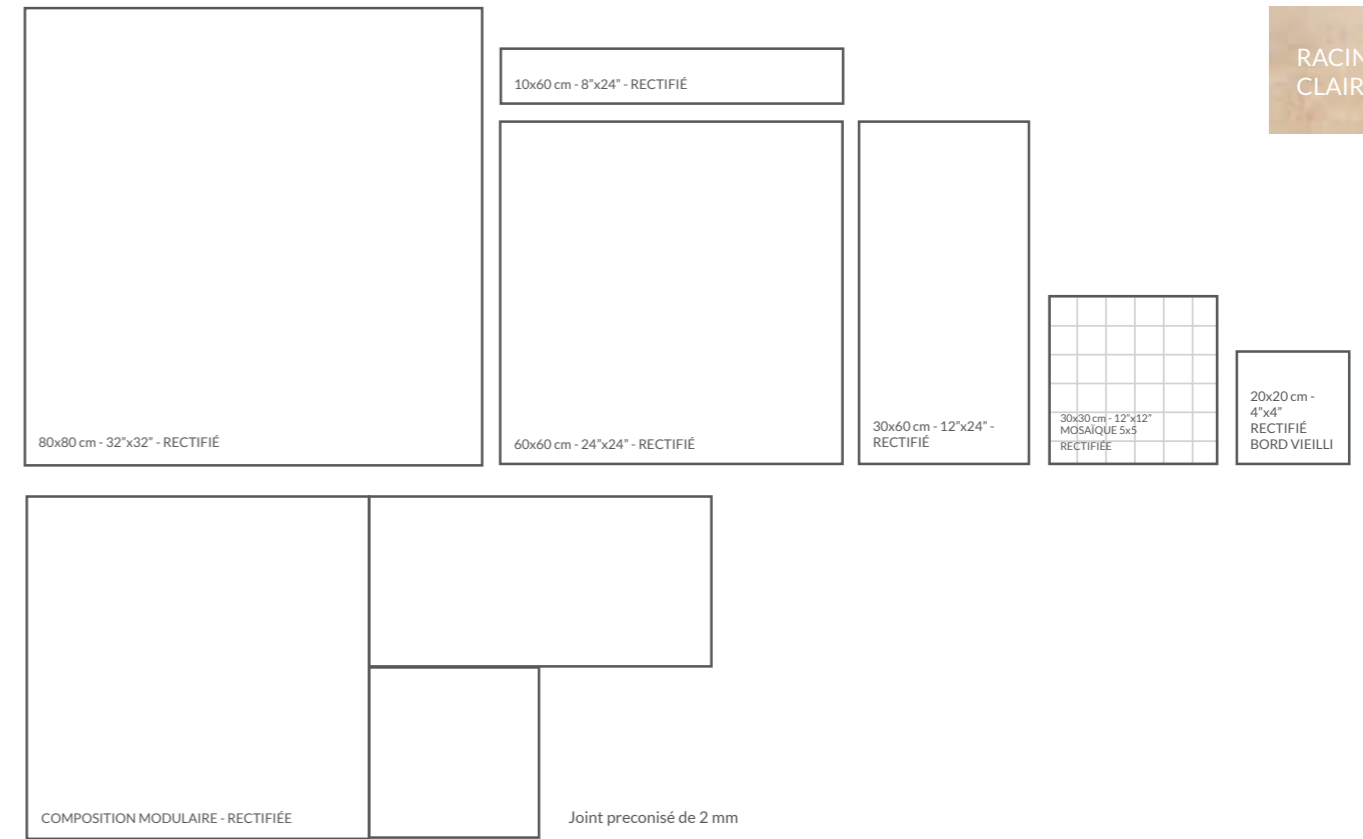 RACIN
CLAIR
10x60 cm - 8”x24” - RECTIFIÉ
80x80 cm - 32”x32” - RECTIFIÉ
60x60 cm - 24”x24” - RECTIFIÉ
30x60 cm - 12”x24” -
RECTIFIÉ
30x30 cm - 12”x12”
MOSAÏQUE 5x5
RECTIFIÉE
20x20 cm -
4”x4”
RECTIFIÉ
BORD VIEILLI
COMPOSITION MODULAIRE - RECTIFIÉE
Joint preconisé de 2 mm